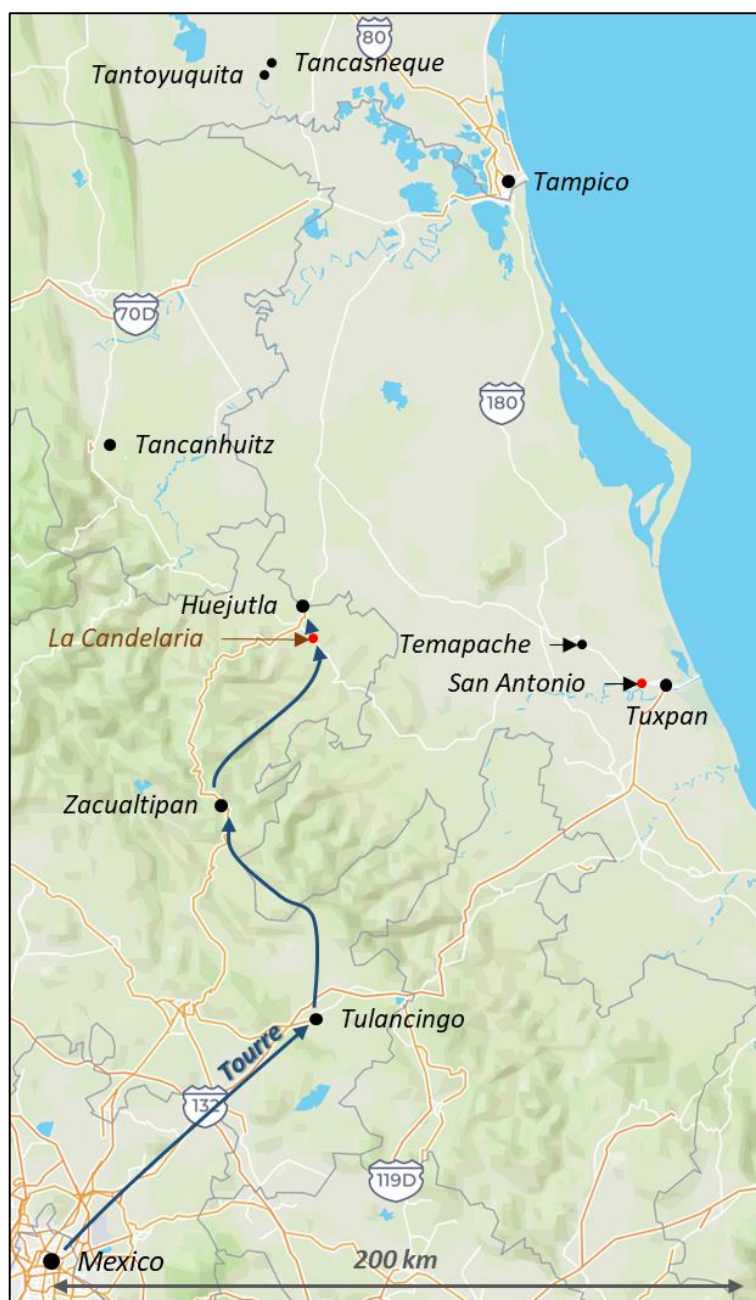 80
Tancasneque
Tantoyuquita
Tampico
70D
180
Tancanhuitz
Huejutla
La Candelaria
Temapache
San Antonio
Tuxpan
Zacualtipan
Tulancingo
Tourre
132
119D
Mexico
200 km